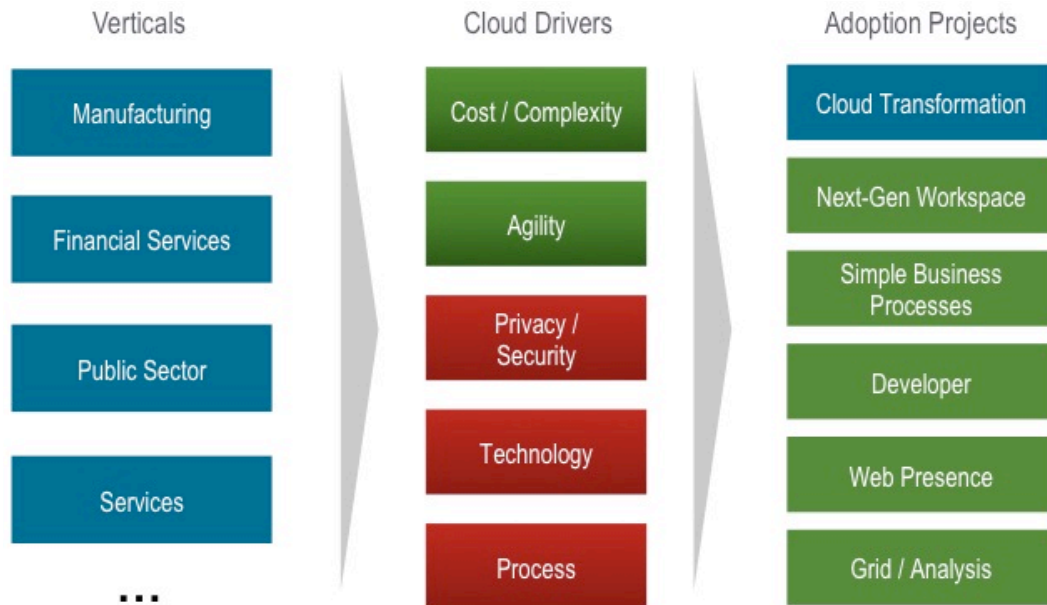 Verticals
Manufacturing
Financial Services
Public Sector
Services
...
Cloud Drivers
Cost / Complexity
Agility
Privacy /
Security
Technology
Process
Adoption Projects
Cloud Transformation
Next-Gen Workspace
Simple Business
Processes
Developer
Web Presence
Grid / Analysis